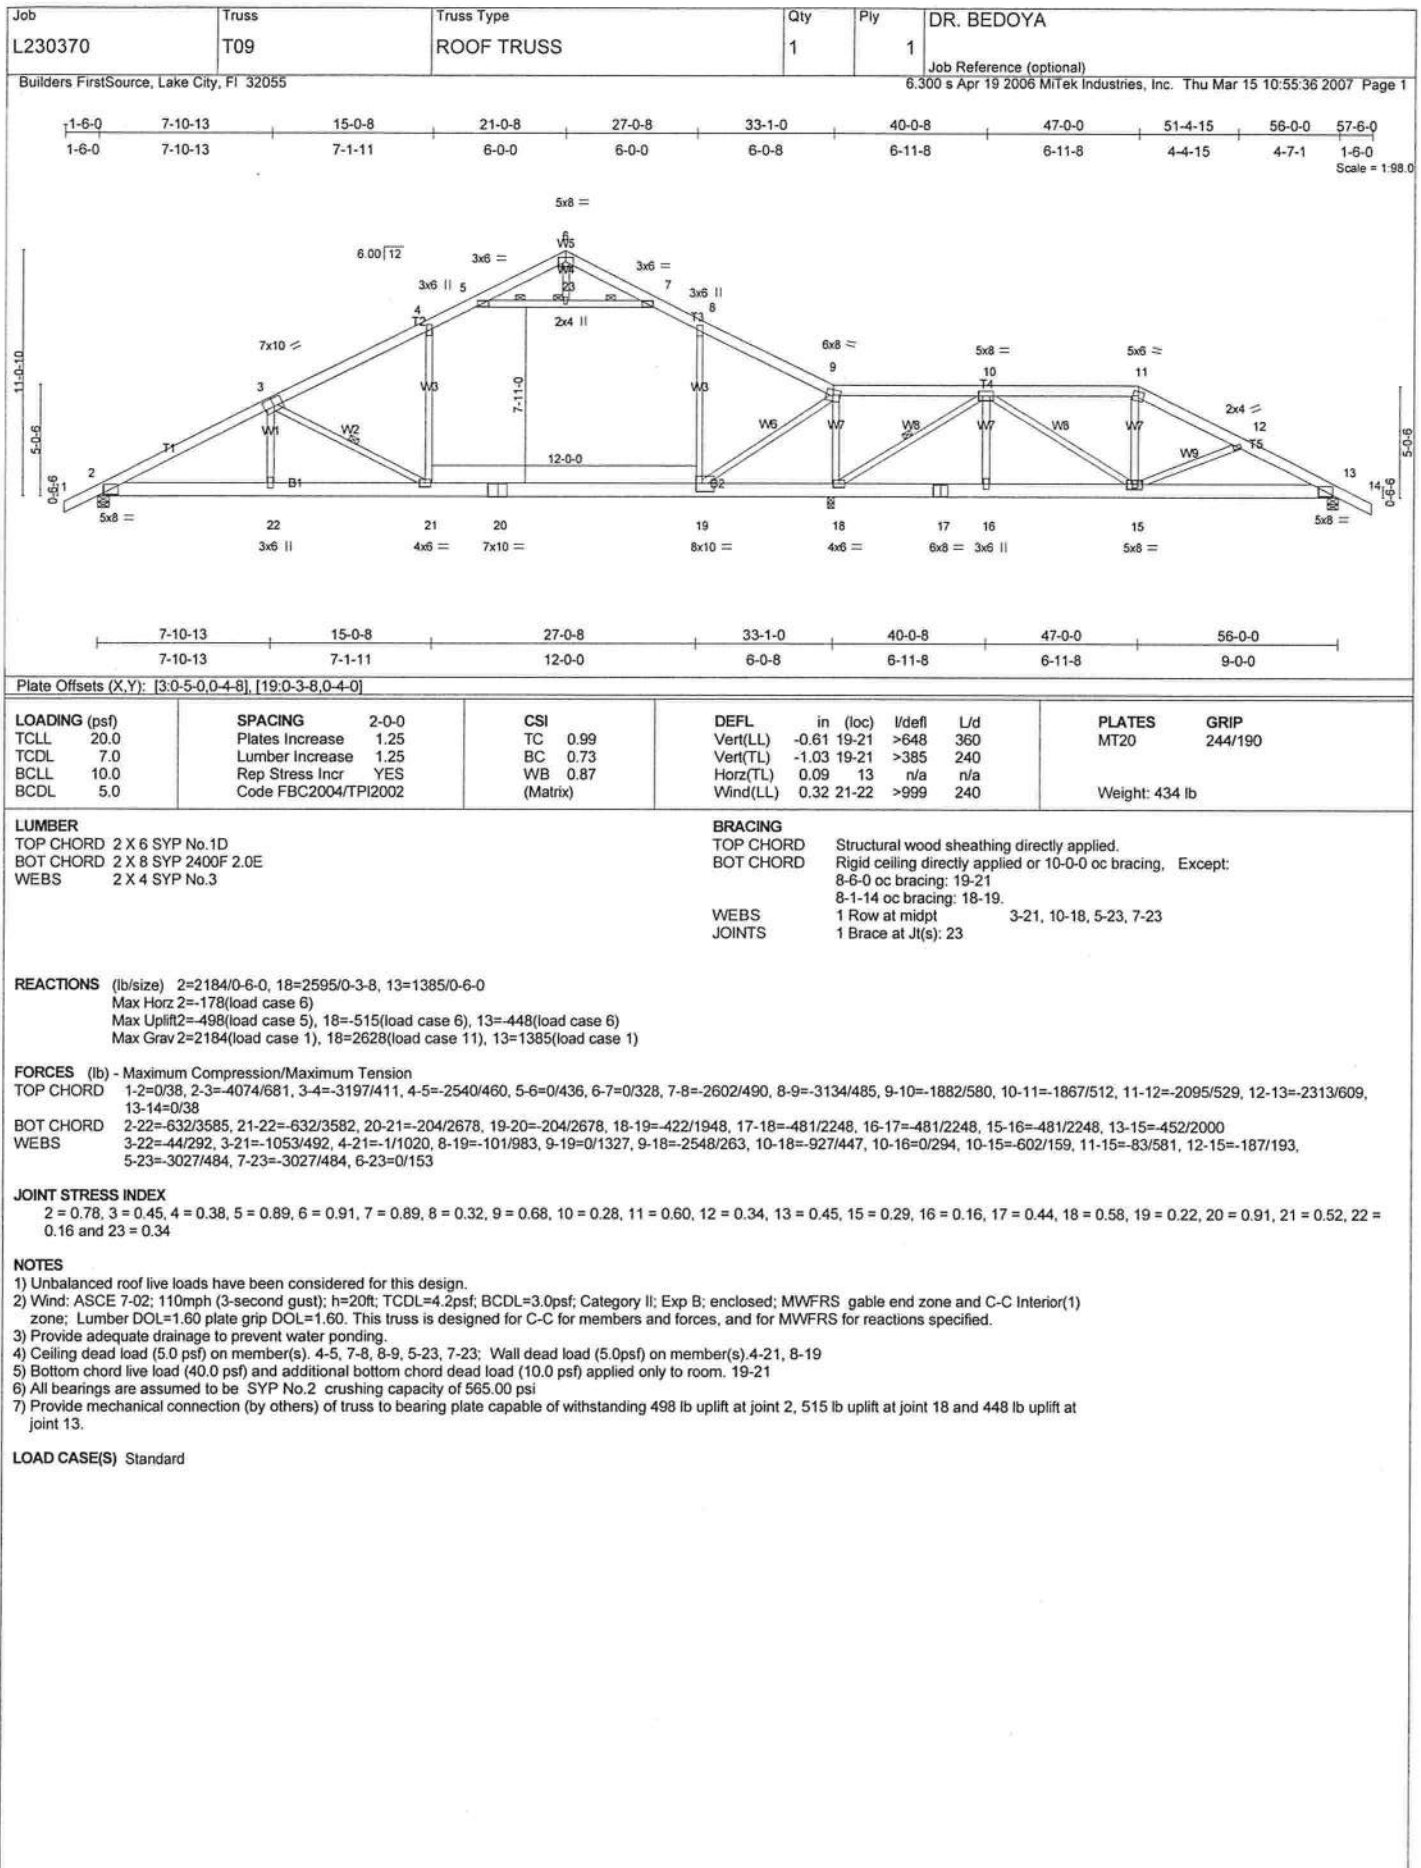 Job Truss Truss Type Qty Ply DR. BEDOYA
L230370 T09 ROOF TRUSS 1 1
Job Reference (optional)
Builders FirstSource, Lake City, Fl 32055 6.300 s Apr 19 2006 MiTek Industries, Inc. Thu Mar 15 10:55:36 2007 Page 1
-1-6-0 7-10-13 15-0-8 21-0-8 27-0-8 33-1-0 40-0-8 47-0-0 51-4-15 56-0-0 57-6-0
1-6-0 7-10-13 7-1-11 6-0-0 6-0-0 6-0-8 6-11-8 6-11-8 4-4-15 4-7-1 1-6-0
Scale = 1:98.0
5x8 =
6
W5
6.00 12
3x6 =
W4
3x6 =
3x6 || 5 23 7 3x6 ||
4 8
T2 2x4 || T3
7x10 6x8 = 5x8 = 5x6
9 10 11
3 T4
11-0-10
7-11-0
W3 W3
2x4
12
5-0-6 5-0-6
W1 W2 W6 W7 W8 W7 W8 W7 W9 T5
T1 12-0-0
2 13
0-6-6 1 B1 B2 14 0-6-6
5x8 = 5x8 =
22 21 20 19 18 17 16 15
3x6 || 4x6 = 7x10 = 8x10 = 4x6 = 6x8 = 3x6 || 5x8 =
7-10-13 15-0-8 27-0-8 33-1-0 40-0-8 47-0-0 56-0-0
7-10-13 7-1-11 12-0-0 6-0-8 6-11-8 6-11-8 9-0-0
Plate Offsets (X,Y): [3:0-5-0,0-4-8], [19:0-3-8,0-4-0]
LOADING (psf) SPACING 2-0-0 CSI DEFL in (loc) l/defl L/d PLATES GRIP
TCLL 20.0 Plates Increase 1.25 TC 0.99 Vert(LL) -0.61 19-21 >648 360 MT20 244/190
TCDL 7.0 Lumber Increase 1.25 BC 0.73 Vert(TL) -1.03 19-21 >385 240
BCLL 10.0 Rep Stress Incr YES WB 0.87 Horz(TL) 0.09 13 n/a n/a
BCDL 5.0 Code FBC2004/TPI2002 (Matrix) Wind(LL) 0.32 21-22 >999 240 Weight: 434 lb
LUMBER BRACING
TOP CHORD 2 X 6 SYP No.1D TOP CHORD Structural wood sheathing directly applied.
BOT CHORD 2 X 8 SYP 2400F 2.0E BOT CHORD Rigid ceiling directly applied or 10-0-0 oc bracing, Except:
WEBS 2 X 4 SYP No.3 8-6-0 oc bracing: 19-21
8-1-14 oc bracing: 18-19.
WEBS 1 Row at midpt 3-21, 10-18, 5-23, 7-23
JOINTS 1 Brace at Jt(s): 23
REACTIONS (lb/size) 2=2184/0-6-0, 18=2595/0-3-8, 13=1385/0-6-0
Max Horz 2=-178(load case 6)
Max Uplift2=-498(load case 5), 18=-515(load case 6), 13=-448(load case 6)
Max Grav 2=2184(load case 1), 18=2628(load case 11), 13=1385(load case 1)
FORCES (lb) - Maximum Compression/Maximum Tension
TOP CHORD 1-2=0/38, 2-3=-4074/681, 3-4=-3197/411, 4-5=-2540/460, 5-6=0/436, 6-7=0/328, 7-8=-2602/490, 8-9=-3134/485, 9-10=-1882/580, 10-11=-1867/512, 11-12=-2095/529, 12-13=-2313/609,
13-14=0/38
BOT CHORD 2-22=-632/3585, 21-22=-632/3582, 20-21=-204/2678, 19-20=-204/2678, 18-19=-422/1948, 17-18=-481/2248, 16-17=-481/2248, 15-16=-481/2248, 13-15=-452/2000
WEBS 3-22=-44/292, 3-21=-1053/492, 4-21=-1/1020, 8-19=-101/983, 9-19=0/1327, 9-18=-2548/263, 10-18=-927/447, 10-16=0/294, 10-15=-602/159, 11-15=-83/581, 12-15=-187/193,
5-23=-3027/484, 7-23=-3027/484, 6-23=0/153
JOINT STRESS INDEX
2 = 0.78, 3 = 0.45, 4 = 0.38, 5 = 0.89, 6 = 0.91, 7 = 0.89, 8 = 0.32, 9 = 0.68, 10 = 0.28, 11 = 0.60, 12 = 0.34, 13 = 0.45, 15 = 0.29, 16 = 0.16, 17 = 0.44, 18 = 0.58, 19 = 0.22, 20 = 0.91, 21 = 0.52, 22 =
0.16 and 23 = 0.34
NOTES
1) Unbalanced roof live loads have been considered for this design.
2) Wind: ASCE 7-02; 110mph (3-second gust); h=20ft; TCDL=4.2psf; BCDL=3.0psf; Category II; Exp B; enclosed; MWFRS gable end zone and C-C Interior(1)
zone; Lumber DOL=1.60 plate grip DOL=1.60. This truss is designed for C-C for members and forces, and for MWFRS for reactions specified.
3) Provide adequate drainage to prevent water ponding.
4) Ceiling dead load (5.0 psf) on member(s). 4-5, 7-8, 8-9, 5-23, 7-23; Wall dead load (5.0psf) on member(s).4-21, 8-19
5) Bottom chord live load (40.0 psf) and additional bottom chord dead load (10.0 psf) applied only to room. 19-21
6) All bearings are assumed to be SYP No.2 crushing capacity of 565.00 psi
7) Provide mechanical connection (by others) of truss to bearing plate capable of withstanding 498 lb uplift at joint 2, 515 lb uplift at joint 18 and 448 lb uplift at
joint 13.
LOAD CASE(S) Standard